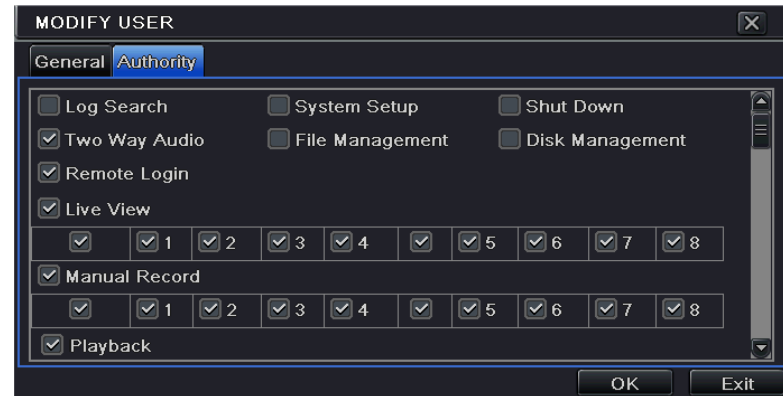 MODIFY USER
General Authority
Log Search System Setup Shut Down
Two Way Audio File Management Disk Management
Remote Login
Live View
1 2 3 4 5 6 7 8
Manual Record
1 2 3 4 5 6 7 8
Playback
OK Exit